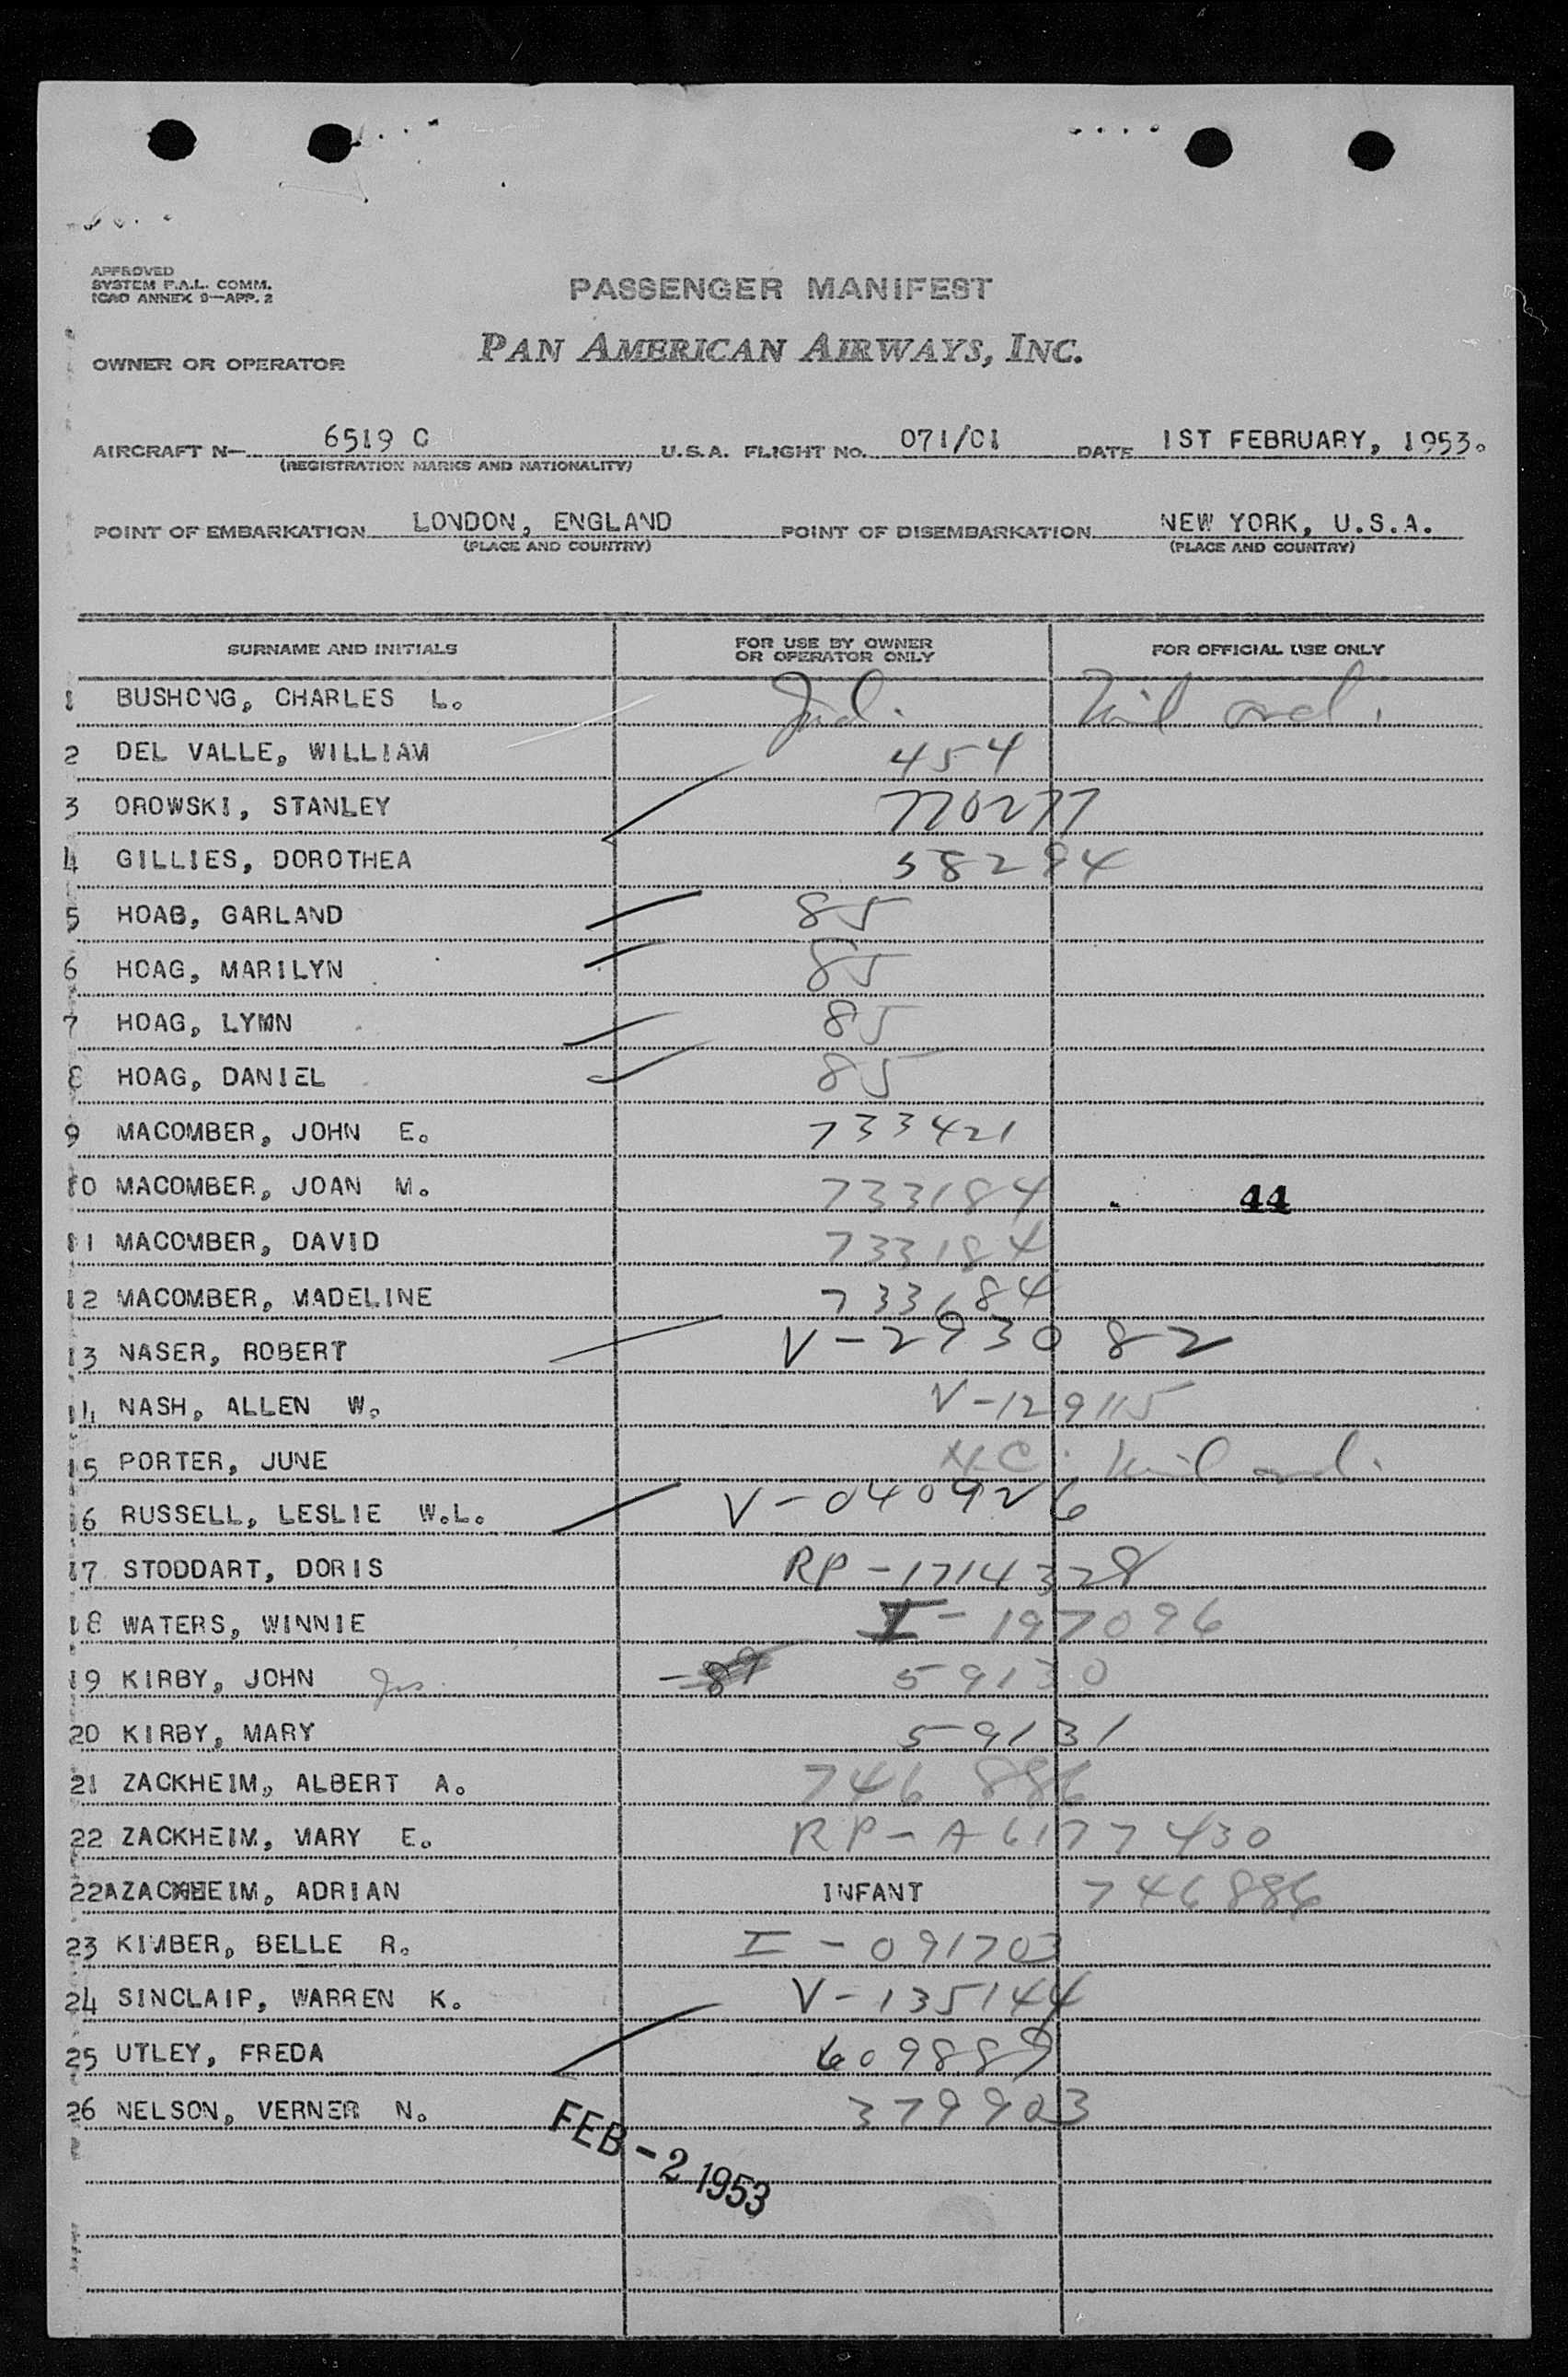 APPROVED
SYSTEM F.A.L. COMM.
ICAO ANNEX 9—APP. 2
PASSENGER MANIFEST
OWNER OR OPERATOR PAN AMERICAN AIRWAYS, INC.
AIRCRAFT N— 6519 C U.S.A. FLIGHT NO. 071/01 DATE 1ST FEBRUARY, 1953.
(REGISTRATION MARKS AND NATIONALITY)
POINT OF EMBARKATION LONDON, ENGLAND POINT OF DISEMBARKATION NEW YORK, U.S.A.
(PLACE AND COUNTRY) (PLACE AND COUNTRY)
SURNAME AND INITIALS FOR USE BY OWNER OR OPERATOR ONLY FOR OFFICIAL USE ONLY
1 BUSHONG, CHARLES L.
2 DEL VALLE, WILLIAM 454
3 OROWSKI, STANLEY 770277
4 GILLIES, DOROTHEA 58294
5 HOAG, GARLAND 85
6 HOAG, MARILYN 85
7 HOAG, LYNN 85
8 HOAG, DANIEL 85
9 MACOMBER, JOHN E. 733421
10 MACOMBER, JOAN M. 733184 44
11 MACOMBER, DAVID 733184
12 MACOMBER, MADELINE 733184
13 NASER, ROBERT V-293082
14 NASH, ALLEN W. V-129115
15 PORTER, JUNE
16 RUSSELL, LESLIE W.L. V-040926
17 STODDART, DORIS RP-1714328
18 WATERS, WINNIE I-197096
19 KIRBY, JOHN 59130
20 KIRBY, MARY 59131
21 ZACKHEIM, ALBERT A. 746 886
22 ZACKHEIM, MARY E. RP-A6177430
22A ZACKHEIM, ADRIAN INFANT 746886
23 KIMBER, BELLE R. I-091703
24 SINCLAIR, WARREN K. V-135144
25 UTLEY, FREDA 609889
26 NELSON, VERNER N. 379903
FEB-2 1953